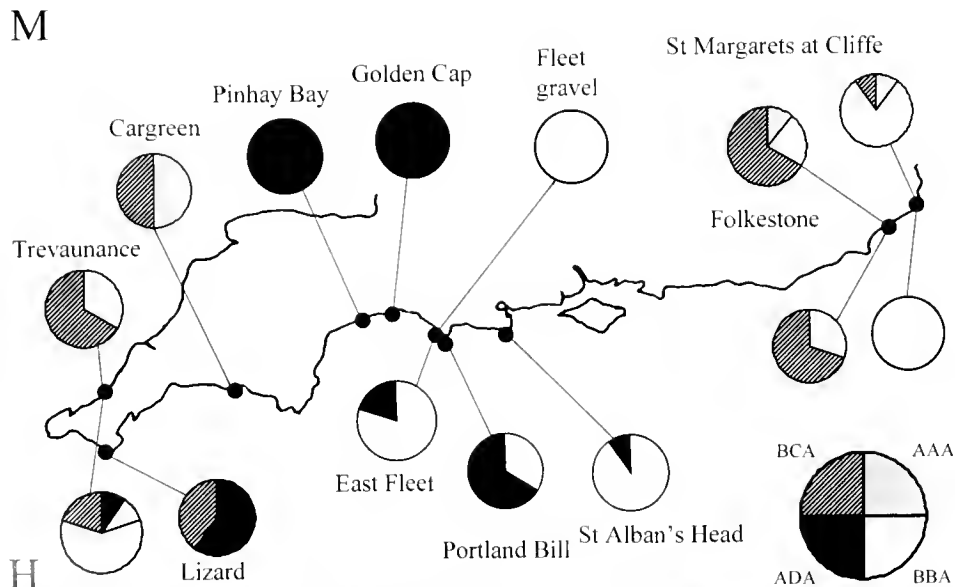 M
St Margarets at Cliffe
Golden Cap
Fleet
gravel
Pinhay Bay
Cargreen
Folkestone
Trevaunance
BCA
AAA
East Fleet
St Alban's Head
Portland Bill
Lizard
H
ADA
BBA